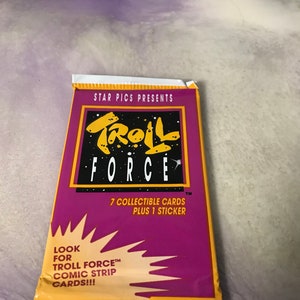 STAR PICS PRESENTS
TROLL
FORCE
™
7 COLLECTIBLE CARDS
PLUS 1 STICKER
LOOK
FOR
TROLL FORCE™
COMIC STRIP
CARDS!!!